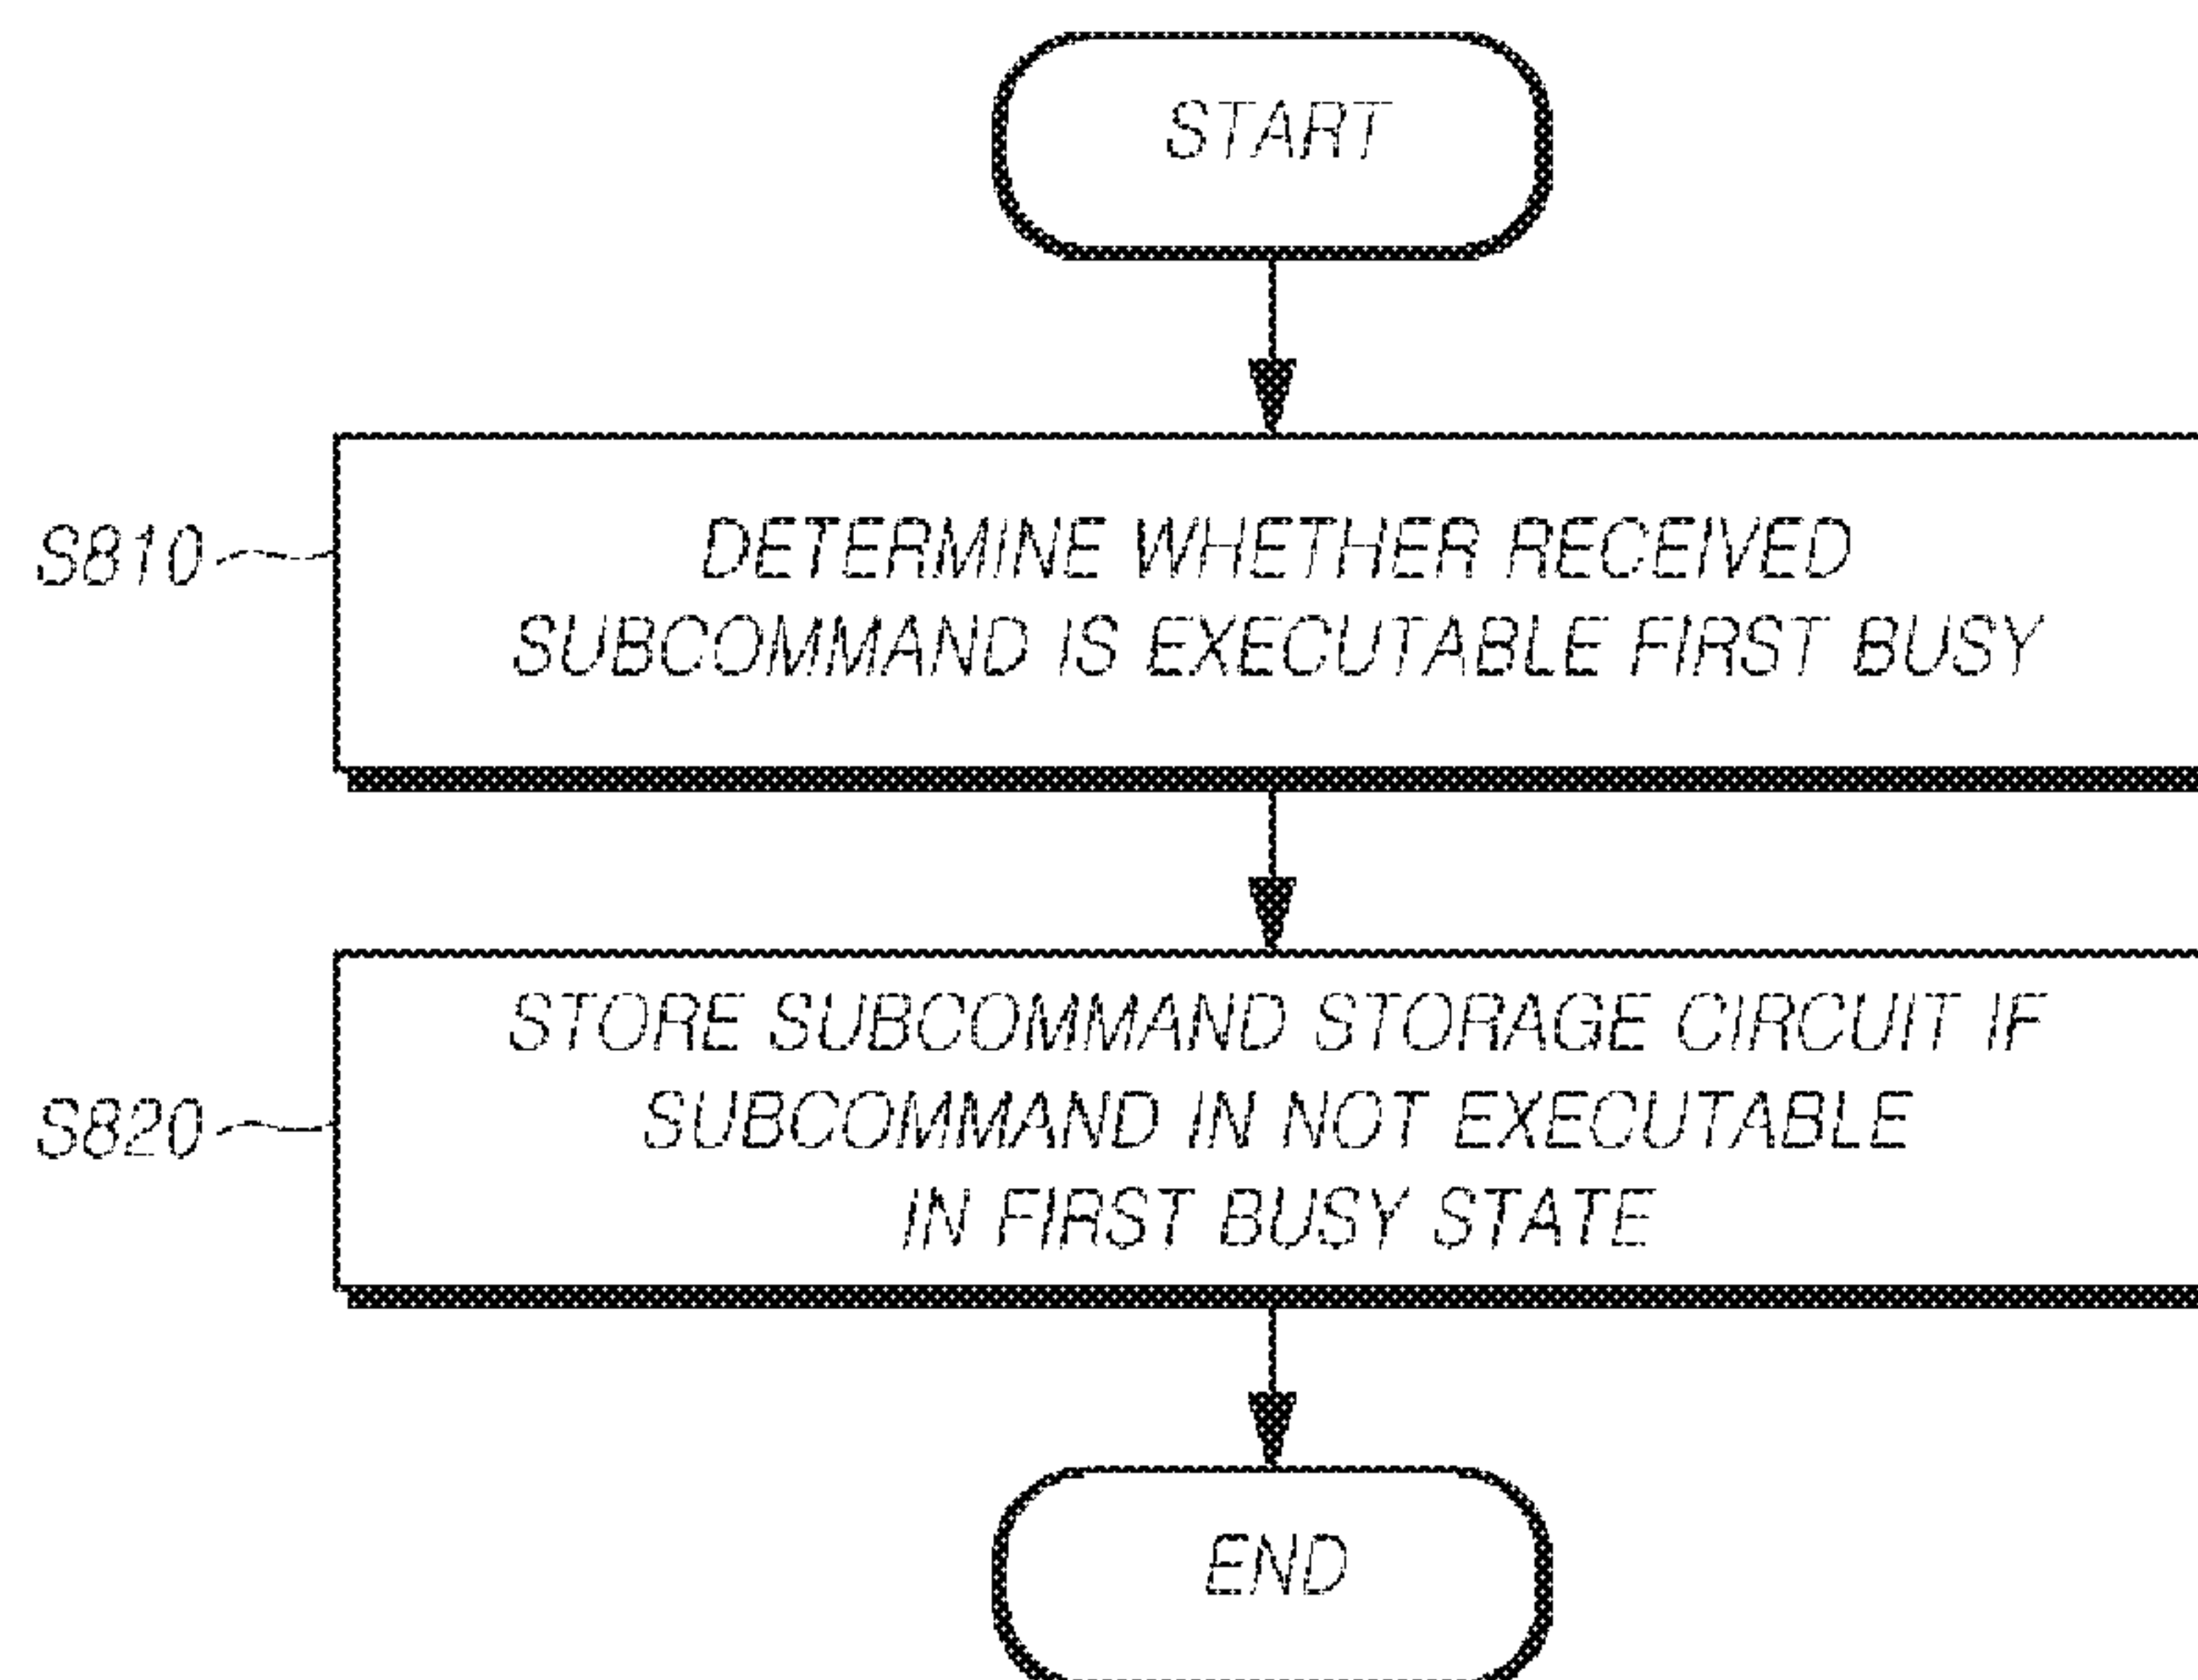 START
S810
DETERMINE WHETHER RECEIVED
SUBCOMMAND IS EXECUTABLE FIRST BUSY
S820
STORE SUBCOMMAND STORAGE CIRCUIT IF
SUBCOMMAND IN NOT EXECUTABLE
IN FIRST BUSY STATE
END